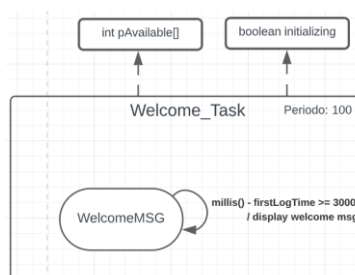 int pAvailable[]
boolean initializing
Welcome_Task
Periodo: 100
millis() - firstLogTime >= 3000
/ display welcome msg
WelcomeMSG